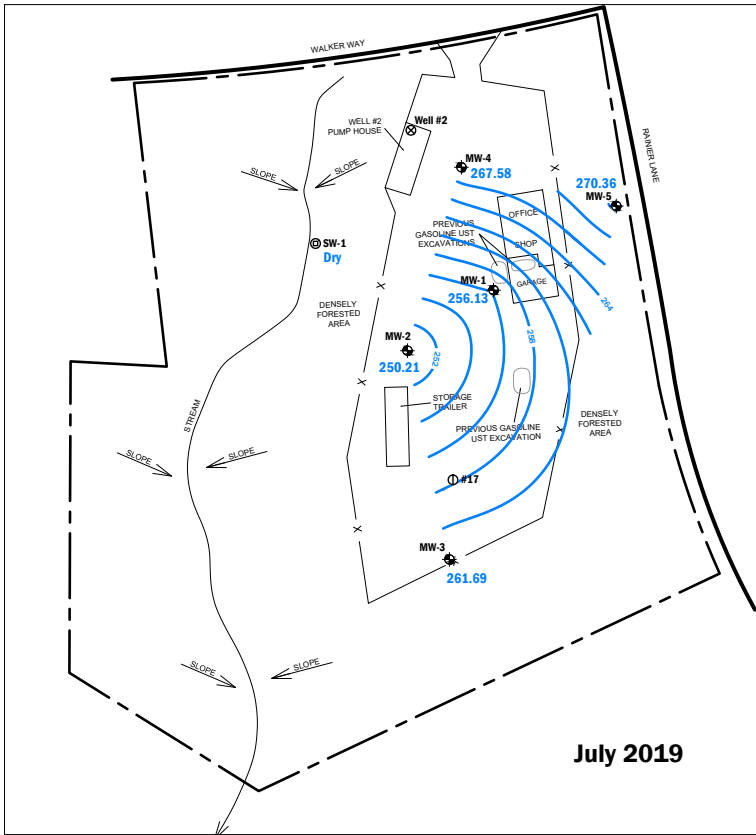 WALKER WAY
RAINIER LANE
WELL #2
PUMP HOUSE
Well #2
MW-4
267.58
270.36
MW-5
SLOPE
SLOPE
OFFICE
SHOP
GARAGE
PREVIOUS
GASOLINE UST
EXCAVATIONS
SW-1
Dry
X
X
X
MW-1
256.13
264
DENSELY
FORESTED
AREA
MW-2
250.21
252
258
X
STORAGE
TRAILER
STREAM
PREVIOUS GASOLINE
UST EXCAVATION
DENSELY
FORESTED
AREA
X
SLOPE
SLOPE
#17
X
MW-3
261.69
SLOPE
SLOPE
July 2019